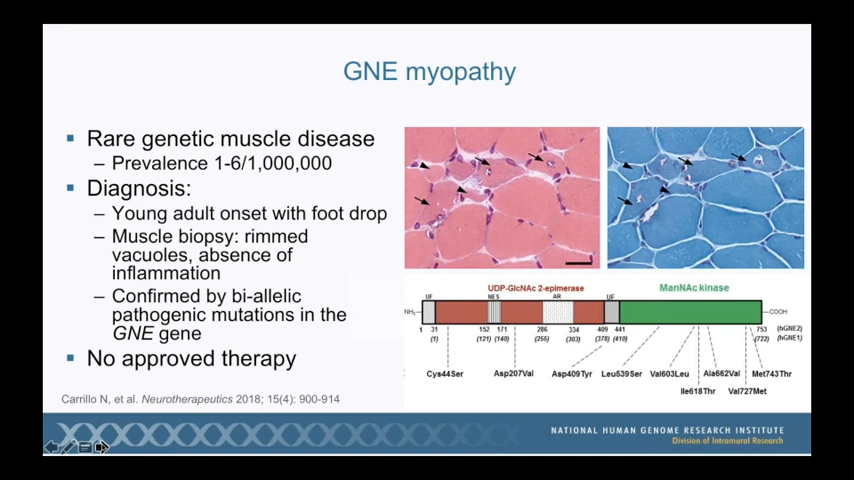 GNE myopathy
▪ Rare genetic muscle disease
– Prevalence 1-6/1,000,000
▪ Diagnosis:
– Young adult onset with foot drop
– Muscle biopsy: rimmed
vacuoles, absence of
inflammation
– Confirmed by bi-allelic
pathogenic mutations in the
GNE gene
▪ No approved therapy
UDP-GlcNAc 2-epimerase
ManNAc kinase
UF NES AR UF
NH₂ COOH
1 31 152 171 286 334 409 441 753 (hGNE2)
(1) (121) (140) (255) (303) (378) (410) (722) (hGNE1)
Cys44Ser Asp207Val Asp409Tyr Leu539Ser Val603Leu Ala662Val Met743Thr
Ile618Thr Val727Met
Carrillo N, et al. Neurotherapeutics 2018; 15(4): 900-914
NATIONAL HUMAN GENOME RESEARCH INSTITUTE
Division of Intramural Research